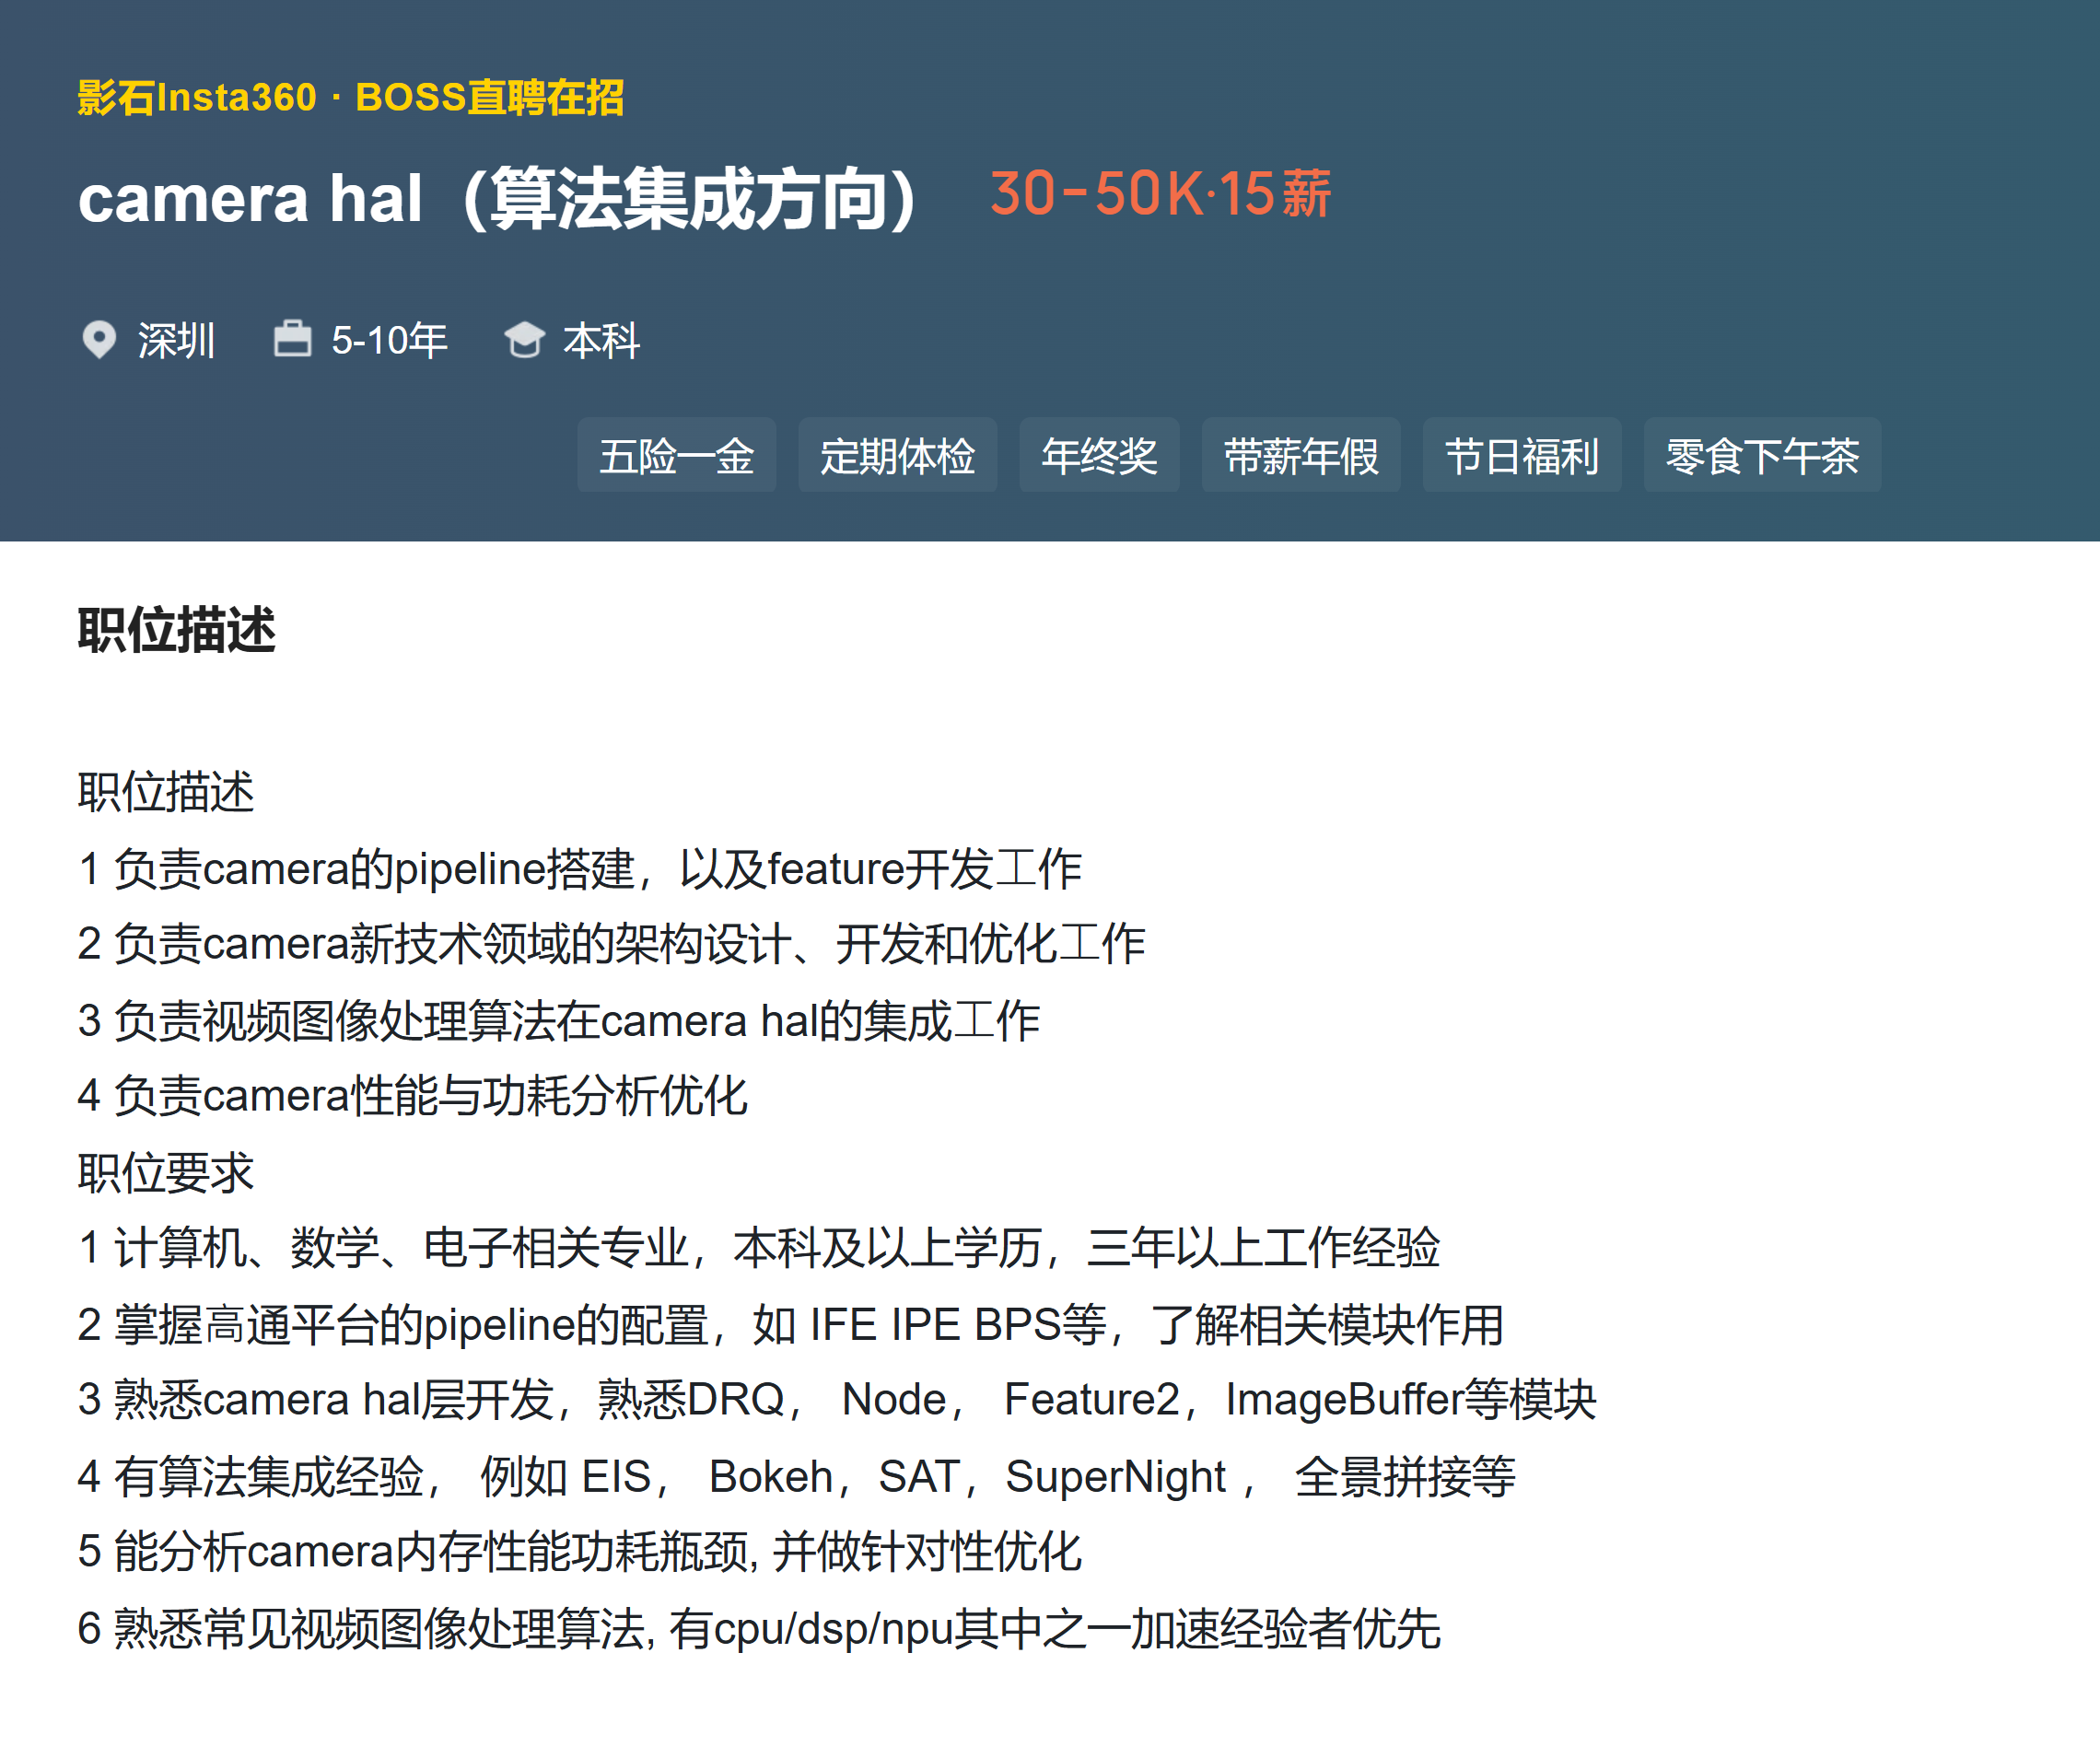 影石Insta360 · BOSS直聘在招
camera hal（算法集成方向） 30-50K·15薪
深圳 5-10年 本科
五险一金 定期体检 年终奖 带薪年假 节日福利 零食下午茶
职位描述
职位描述
1 负责camera的pipeline搭建，以及feature开发工作
2 负责camera新技术领域的架构设计、开发和优化工作
3 负责视频图像处理算法在camera hal的集成工作
4 负责camera性能与功耗分析优化
职位要求
1 计算机、数学、电子相关专业，本科及以上学历，三年以上工作经验
2 掌握高通平台的pipeline的配置，如 IFE IPE BPS等，了解相关模块作用
3 熟悉camera hal层开发，熟悉DRQ， Node， Feature2，ImageBuffer等模块
4 有算法集成经验， 例如 EIS， Bokeh，SAT，SuperNight ， 全景拼接等
5 能分析camera内存性能功耗瓶颈, 并做针对性优化
6 熟悉常见视频图像处理算法, 有cpu/dsp/npu其中之一加速经验者优先